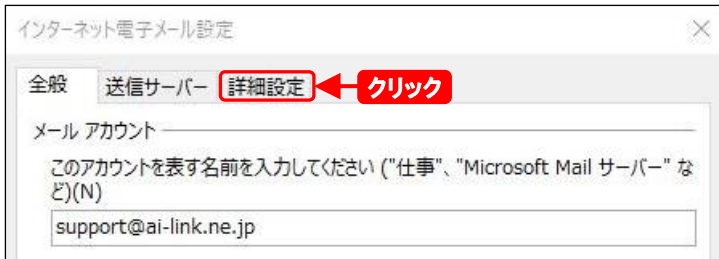 インターネット電子メール設定
全般 送信サーバー 詳細設定 クリック
メール アカウント
このアカウントを表す名前を入力してください ("仕事"、"Microsoft Mail サーバー" な
ど)(N)
support@ai-link.ne.jp